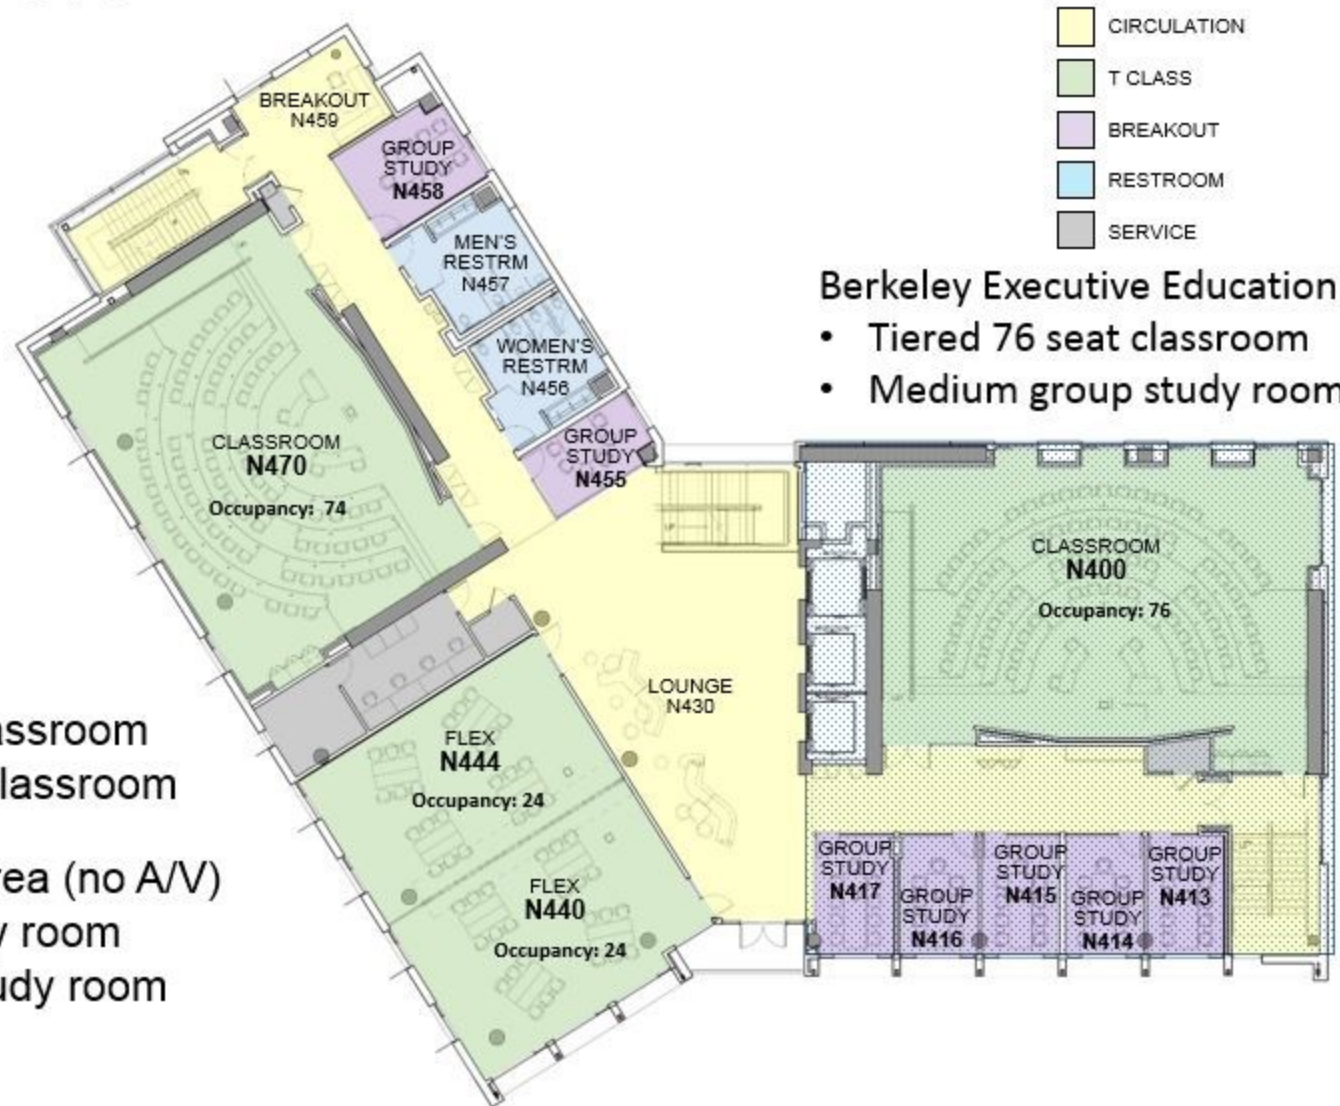 CIRCULATION
T CLASS
BREAKOUT
RESTROOM
SERVICE
Berkeley Executive Education
• Tiered 76 seat classroom
• Medium group study room
BREAKOUT
N459
GROUP
STUDY
N458
MEN'S
RESTRM
N457
WOMEN'S
RESTRM
N456
GROUP
STUDY
N455
CLASSROOM
N470
Occupancy: 74
CLASSROOM
N400
Occupancy: 76
LOUNGE
N430
FLEX
N444
Occupancy: 24
FLEX
N440
Occupancy: 24
GROUP
STUDY
N417
GROUP
STUDY
N416
GROUP
STUDY
N415
GROUP
STUDY
N414
GROUP
STUDY
N413
assroom
lassroom
rea (no A/V)
y room
udy room